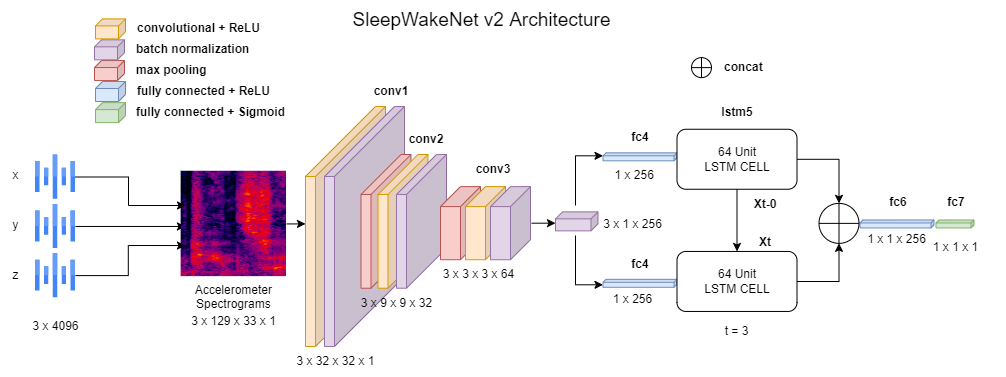 SleepWakeNet v2 Architecture
convolutional + ReLU
batch normalization
max pooling
fully connected + ReLU
fully connected + Sigmoid
concat
x
y
z
3 x 4096
Accelerometer
Spectrograms
3 x 129 x 33 x 1
conv1
3 x 32 x 32 x 1
conv2
3 x 9 x 9 x 32
conv3
3 x 3 x 3 x 64
3 x 1 x 256
fc4
1 x 256
fc4
1 x 256
lstm5
64 Unit
LSTM CELL
Xt-0
Xt
64 Unit
LSTM CELL
t = 3
fc6
1 x 1 x 256
fc7
1 x 1 x 1